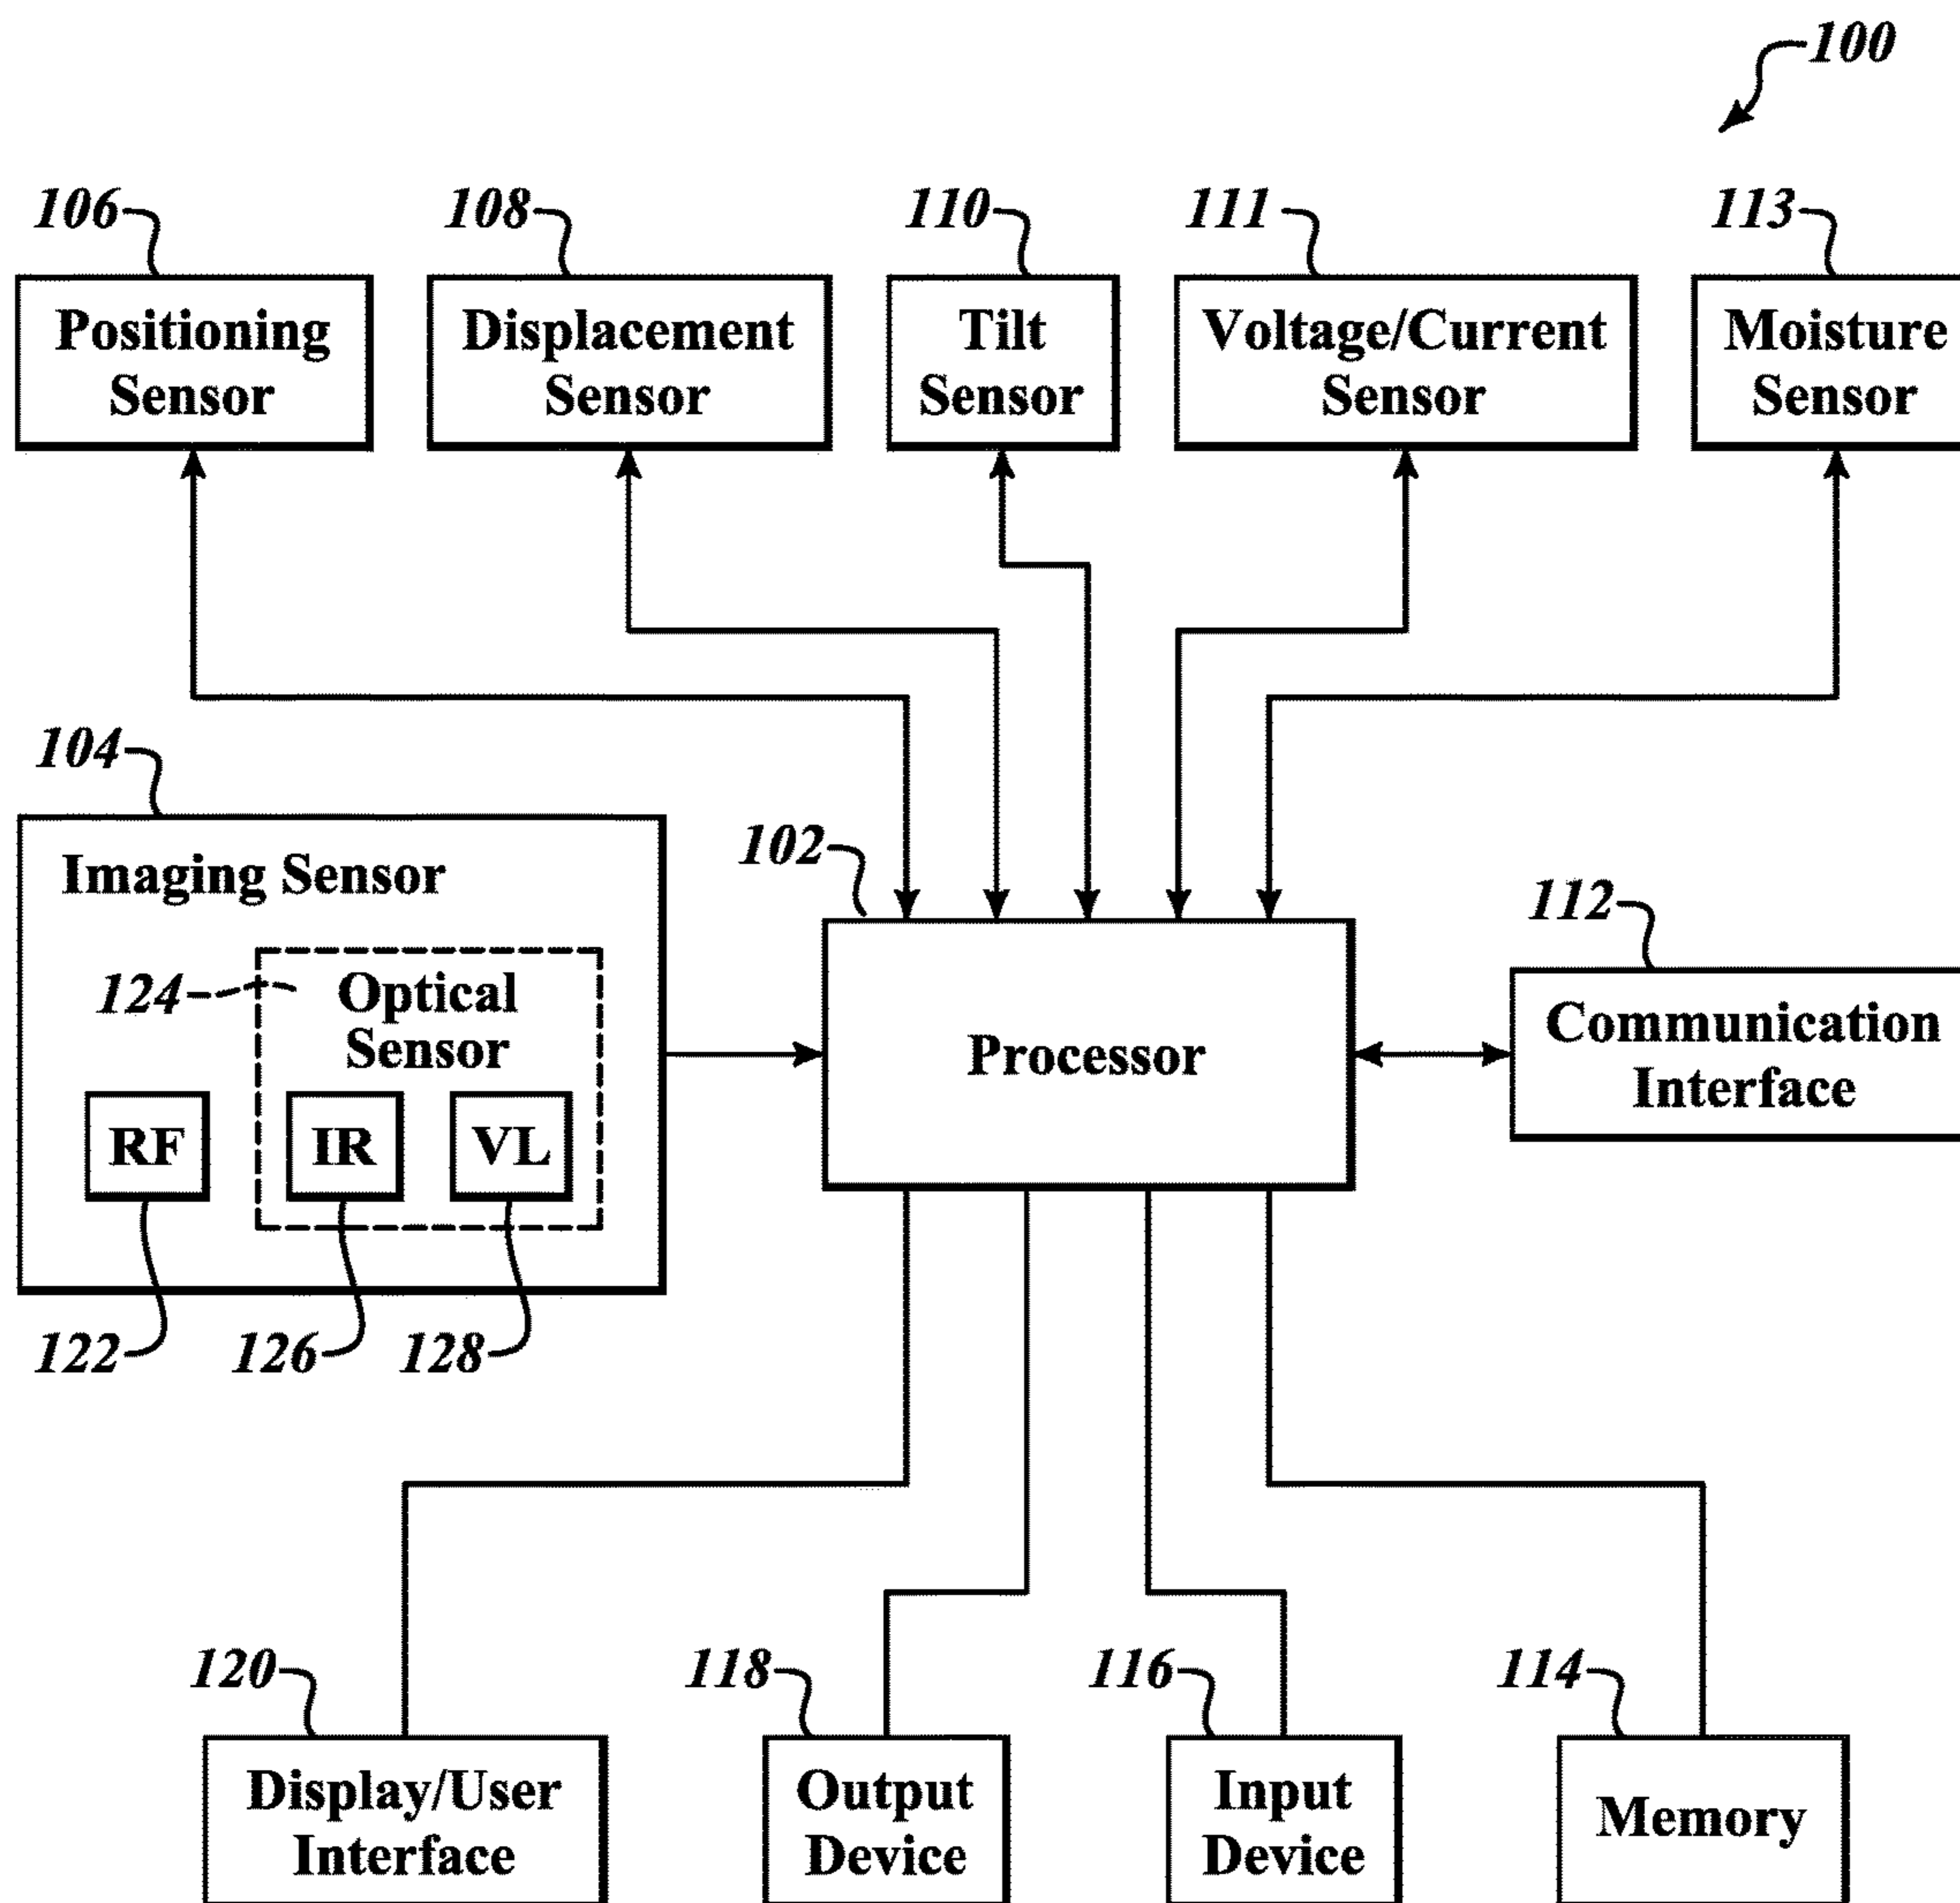 100
106
108
110
111
113
Positioning
Sensor
Displacement
Sensor
Tilt
Sensor
Voltage/Current
Sensor
Moisture
Sensor
104
Imaging Sensor
124
Optical
Sensor
RF
IR
VL
122
126
128
102
Processor
112
Communication
Interface
120
118
116
114
Display/User
Interface
Output
Device
Input
Device
Memory